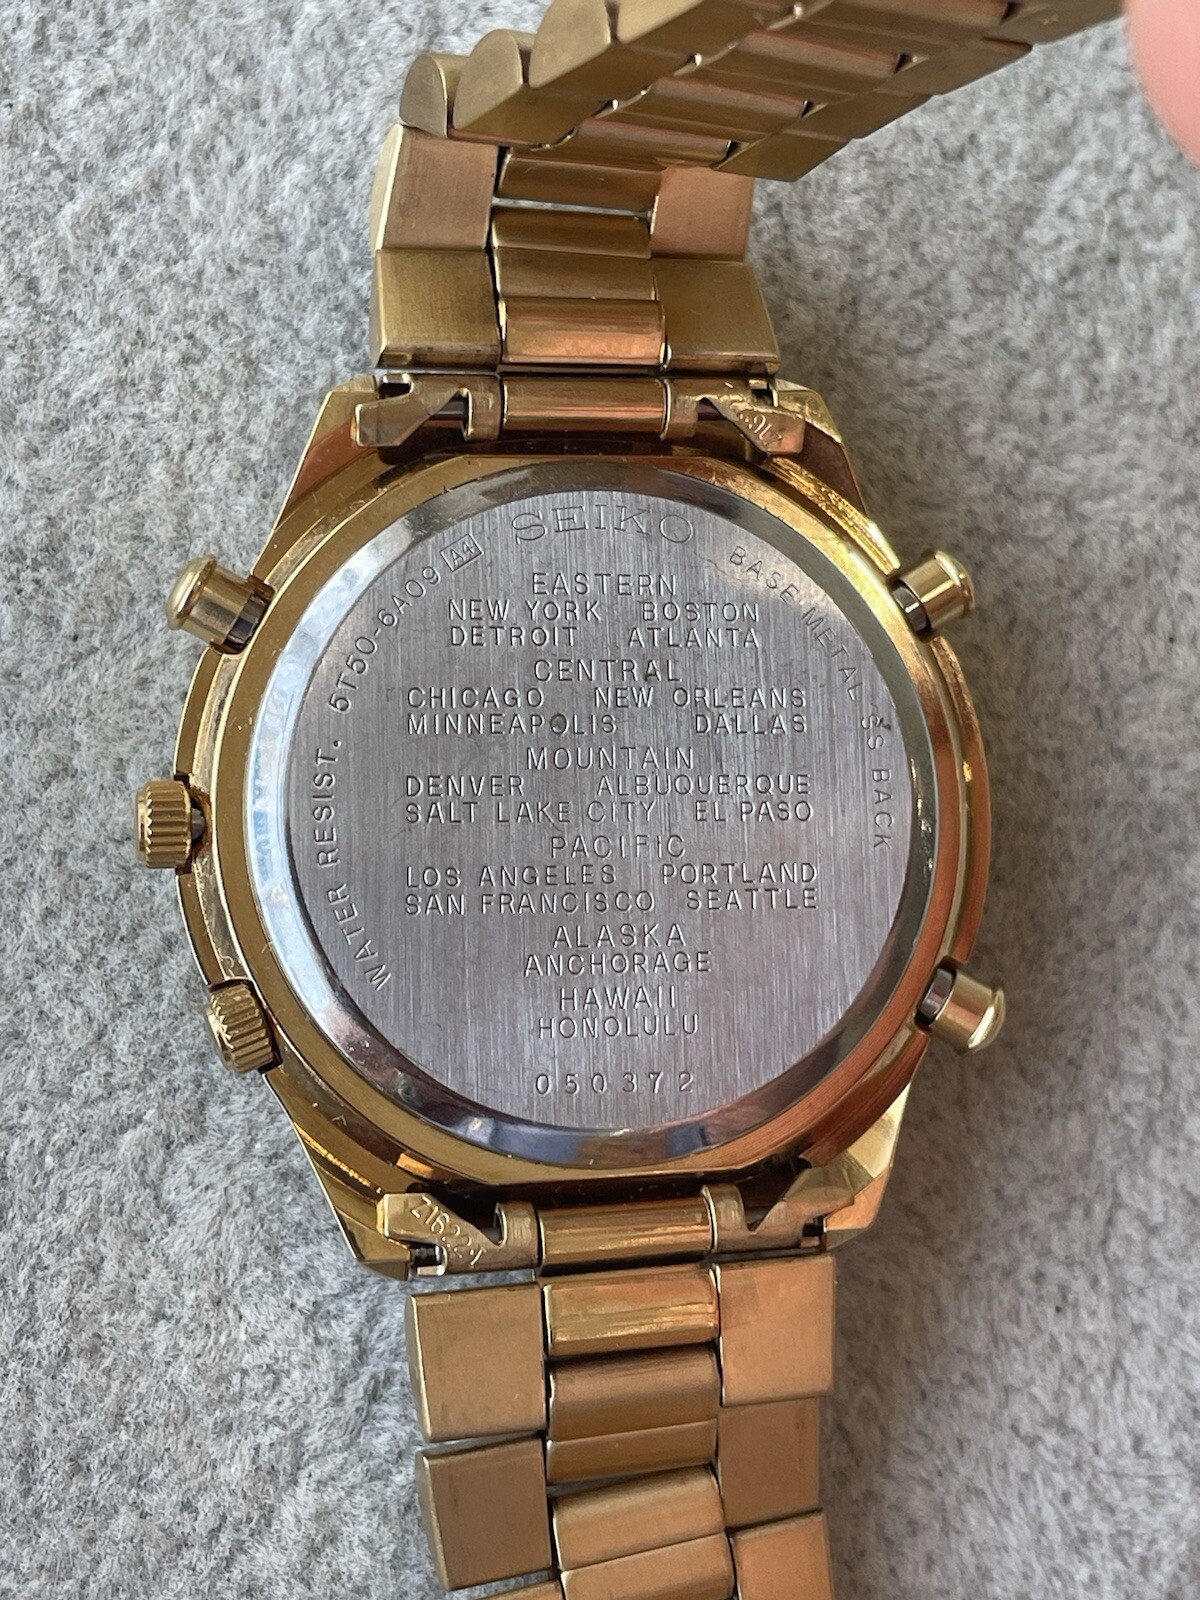 SEIKO
WATER RESIST. 5T50-6A09 A4
BASE METAL SS BACK
EASTERN
NEW YORK BOSTON
DETROIT ATLANTA
CENTRAL
CHICAGO NEW ORLEANS
MINNEAPOLIS DALLAS
MOUNTAIN
DENVER ALBUQUERQUE
SALT LAKE CITY EL PASO
PACIFIC
LOS ANGELES PORTLAND
SAN FRANCISCO SEATTLE
ALASKA
ANCHORAGE
HAWAII
HONOLULU
050372